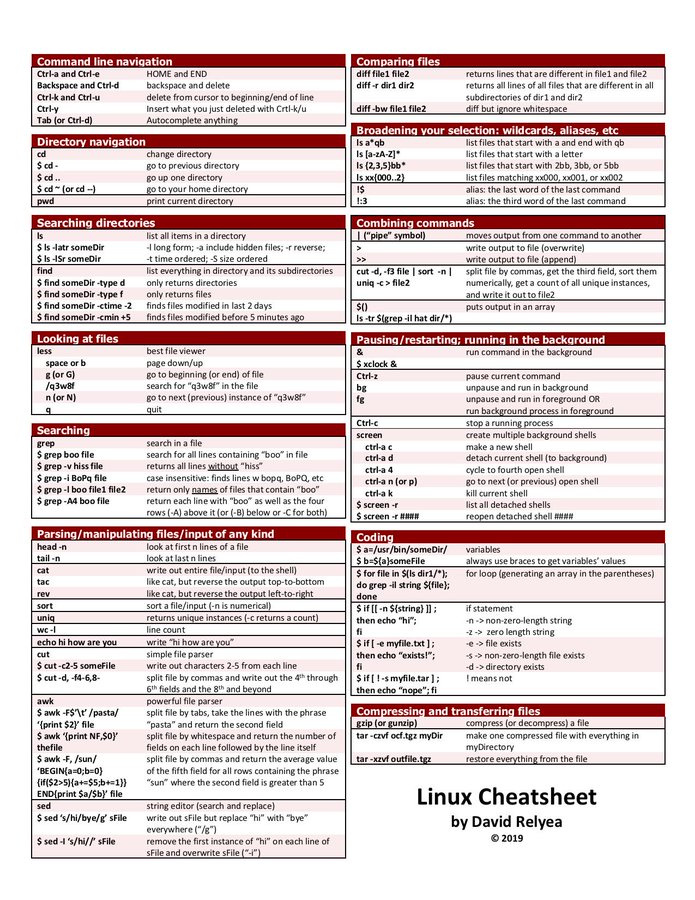 Command line navigation
Ctrl-a and Ctrl-e HOME and END
Backspace and Ctrl-d backspace and delete
Ctrl-k and Ctrl-u delete from cursor to beginning/end of line
Ctrl-y Insert what you just deleted with Crtl-k/u
Tab (or Ctrl-d) Autocomplete anything
Directory navigation
cd change directory
$ cd - go to previous directory
$ cd .. go up one directory
$ cd ~ (or cd --) go to your home directory
pwd print current directory
Searching directories
ls list all items in a directory
$ ls -latr someDir -l long form; -a include hidden files; -r reverse;
$ ls -lSr someDir -t time ordered; -S size ordered
find list everything in directory and its subdirectories
$ find someDir -type d only returns directories
$ find someDir -type f only returns files
$ find someDir -ctime -2 finds files modified in last 2 days
$ find someDir -cmin +5 finds files modified before 5 minutes ago
Looking at files
less best file viewer
space or b page down/up
g (or G) go to beginning (or end) of file
/q3w8f search for "q3w8f" in the file
n (or N) go to next (previous) instance of "q3w8f"
q quit
Searching
grep search in a file
$ grep boo file search for all lines containing "boo" in file
$ grep -v hiss file returns all lines without "hiss"
$ grep -i BoPq file case insensitive: finds lines w bopq, BoPQ, etc
$ grep -l boo file1 file2 return only names of files that contain "boo"
$ grep -A4 boo file return each line with "boo" as well as the four
rows (-A) above it (or (-B) below or -C for both)
Parsing/manipulating files/input of any kind
head -n look at first n lines of a file
tail -n look at last n lines
cat write out entire file/input (to the shell)
tac like cat, but reverse the output top-to-bottom
rev like cat, but reverse the output left-to-right
sort sort a file/input (-n is numerical)
uniq returns unique instances (-c returns a count)
wc -l line count
echo hi how are you write "hi how are you"
cut simple file parser
$ cut -c2-5 someFile write out characters 2-5 from each line
$ cut -d, -f4-6,8- split file by commas and write out the 4th through
6th fields and the 8th and beyond
awk powerful file parser
$ awk -F$'\t' /pasta/ split file by tabs, take the lines with the phrase
'{print $2}' file "pasta" and return the second field
$ awk '{print NF,$0}' split file by whitespace and return the number of
thefile fields on each line followed by the line itself
$ awk -F, /sun/ split file by commas and return the average value
'BEGIN{a=0;b=0} of the fifth field for all rows containing the phrase
{if($2>5){a+=$5;b+=1}} "sun" where the second field is greater than 5
END{print $a/$b}' file
sed string editor (search and replace)
$ sed 's/hi/bye/g' sFile write out sFile but replace "hi" with "bye"
everywhere ("/g")
$ sed -I 's/hi//' sFile remove the first instance of "hi" on each line of
sFile and overwrite sFile ("-i")
Comparing files
diff file1 file2 returns lines that are different in file1 and file2
diff -r dir1 dir2 returns all lines of all files that are different in all
subdirectories of dir1 and dir2
diff -bw file1 file2 diff but ignore whitespace
Broadening your selection: wildcards, aliases, etc
ls a*qb list files that start with a and end with qb
ls [a-zA-Z]* list files that start with a letter
ls {2,3,5}bb* list files that start with 2bb, 3bb, or 5bb
ls xx{000..2} list files matching xx000, xx001, or xx002
!$ alias: the last word of the last command
!:3 alias: the third word of the last command
Combining commands
| ("pipe" symbol) moves output from one command to another
> write output to file (overwrite)
>> write output to file (append)
cut -d, -f3 file | sort -n | split file by commas, get the third field, sort them
uniq -c > file2 numerically, get a count of all unique instances,
and write it out to file2
$() puts output in an array
ls -tr $(grep -il hat dir/*)
Pausing/restarting; running in the background
& run command in the background
$ xclock &
Ctrl-z pause current command
bg unpause and run in background
fg unpause and run in foreground OR
run background process in foreground
Ctrl-c stop a running process
screen create multiple background shells
ctrl-a c make a new shell
ctrl-a d detach current shell (to background)
ctrl-a 4 cycle to fourth open shell
ctrl-a n (or p) go to next (or previous) open shell
ctrl-a k kill current shell
$ screen -r list all detached shells
$ screen -r #### reopen detached shell ####
Coding
$ a=/usr/bin/someDir/ variables
$ b=${a}someFile always use braces to get variables' values
$ for file in $(ls dir1/*); for loop (generating an array in the parentheses)
do grep -il string ${file};
done
$ if [[ -n ${string} ]] ; if statement
then echo "hi"; -n -> non-zero-length string
fi -z -> zero length string
$ if [ -e myfile.txt ] ; -e -> file exists
then echo "exists!"; -s -> non-zero-length file exists
fi -d -> directory exists
$ if [ ! -s myfile.tar ] ; ! means not
then echo "nope"; fi
Compressing and transferring files
gzip (or gunzip) compress (or decompress) a file
tar -czvf ocf.tgz myDir make one compressed file with everything in
myDirectory
tar -xzvf outfile.tgz restore everything from the file
Linux Cheatsheet
by David Relyea
© 2019